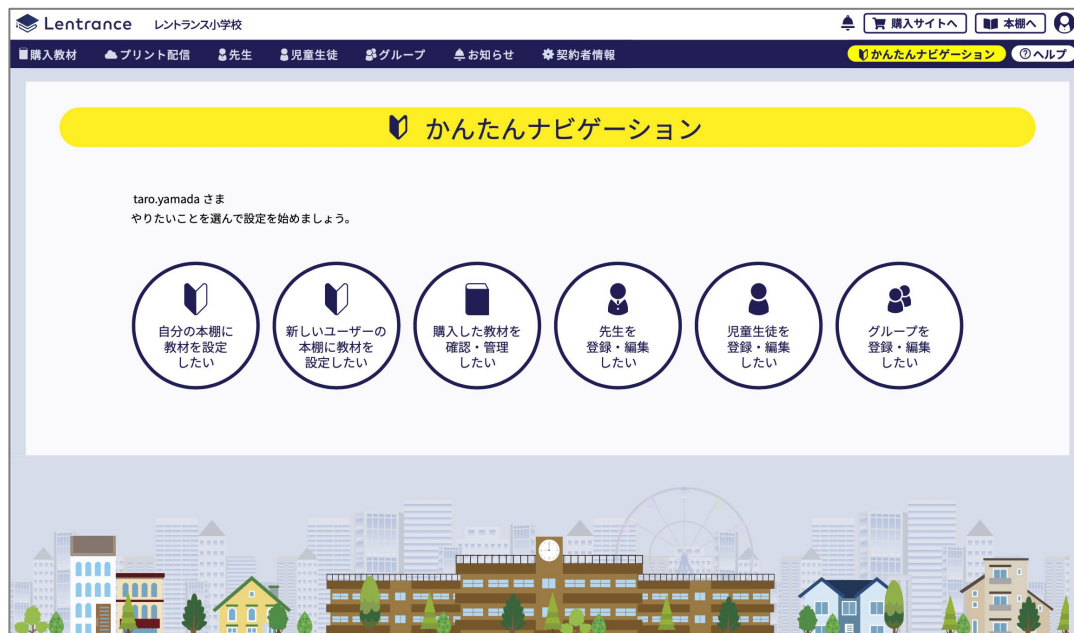 Lentrance レントランス小学校 購入サイトへ 本棚へ
購入教材 プリント配信 先生 児童生徒 グループ お知らせ 契約者情報 かんたんナビゲーション ヘルプ
かんたんナビゲーション
taro.yamada さま
やりたいことを選んで設定を始めましょう。
自分の本棚に
教材を設定
したい
新しいユーザーの
本棚に教材を
設定したい
購入した教材を
確認・管理
したい
先生を
登録・編集
したい
児童生徒を
登録・編集
したい
グループを
登録・編集
したい